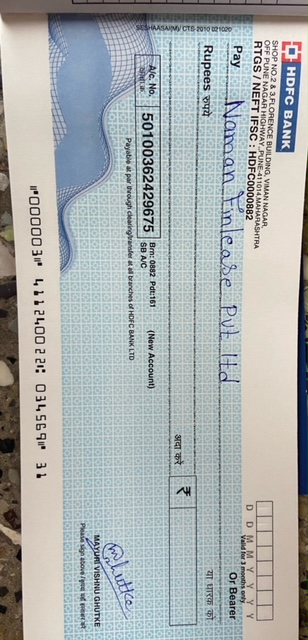 HDFC BANK
SHOP NO.2 & 3,FLORENCE BUILDING, VIMAN NAGAR,
OFF PUNE NAGAR HIGHWAY,,PUNE-411014,MAHARASHTRA
RTGS / NEFT IFSC : HDFC0000882
D D M M Y Y Y Y
Valid for 3 months only
Pay Naman Finlease Pvt ltd
Or Bearer
या धारक को
Rupees रुपये
अदा करें
₹
A/c. No. 50100362429675
Brn: 0882 Pdt:161
SB A/C
(New Account)
Payable at par through clearing/transfer at all branches of HDFC BANK LTD
MAYURI VISHNU GHUTKE
Please sign above /
SESHAASAI(M)/ CTS-2010
⑈000003⑈ 411240022⑆ 034569⑈ 31